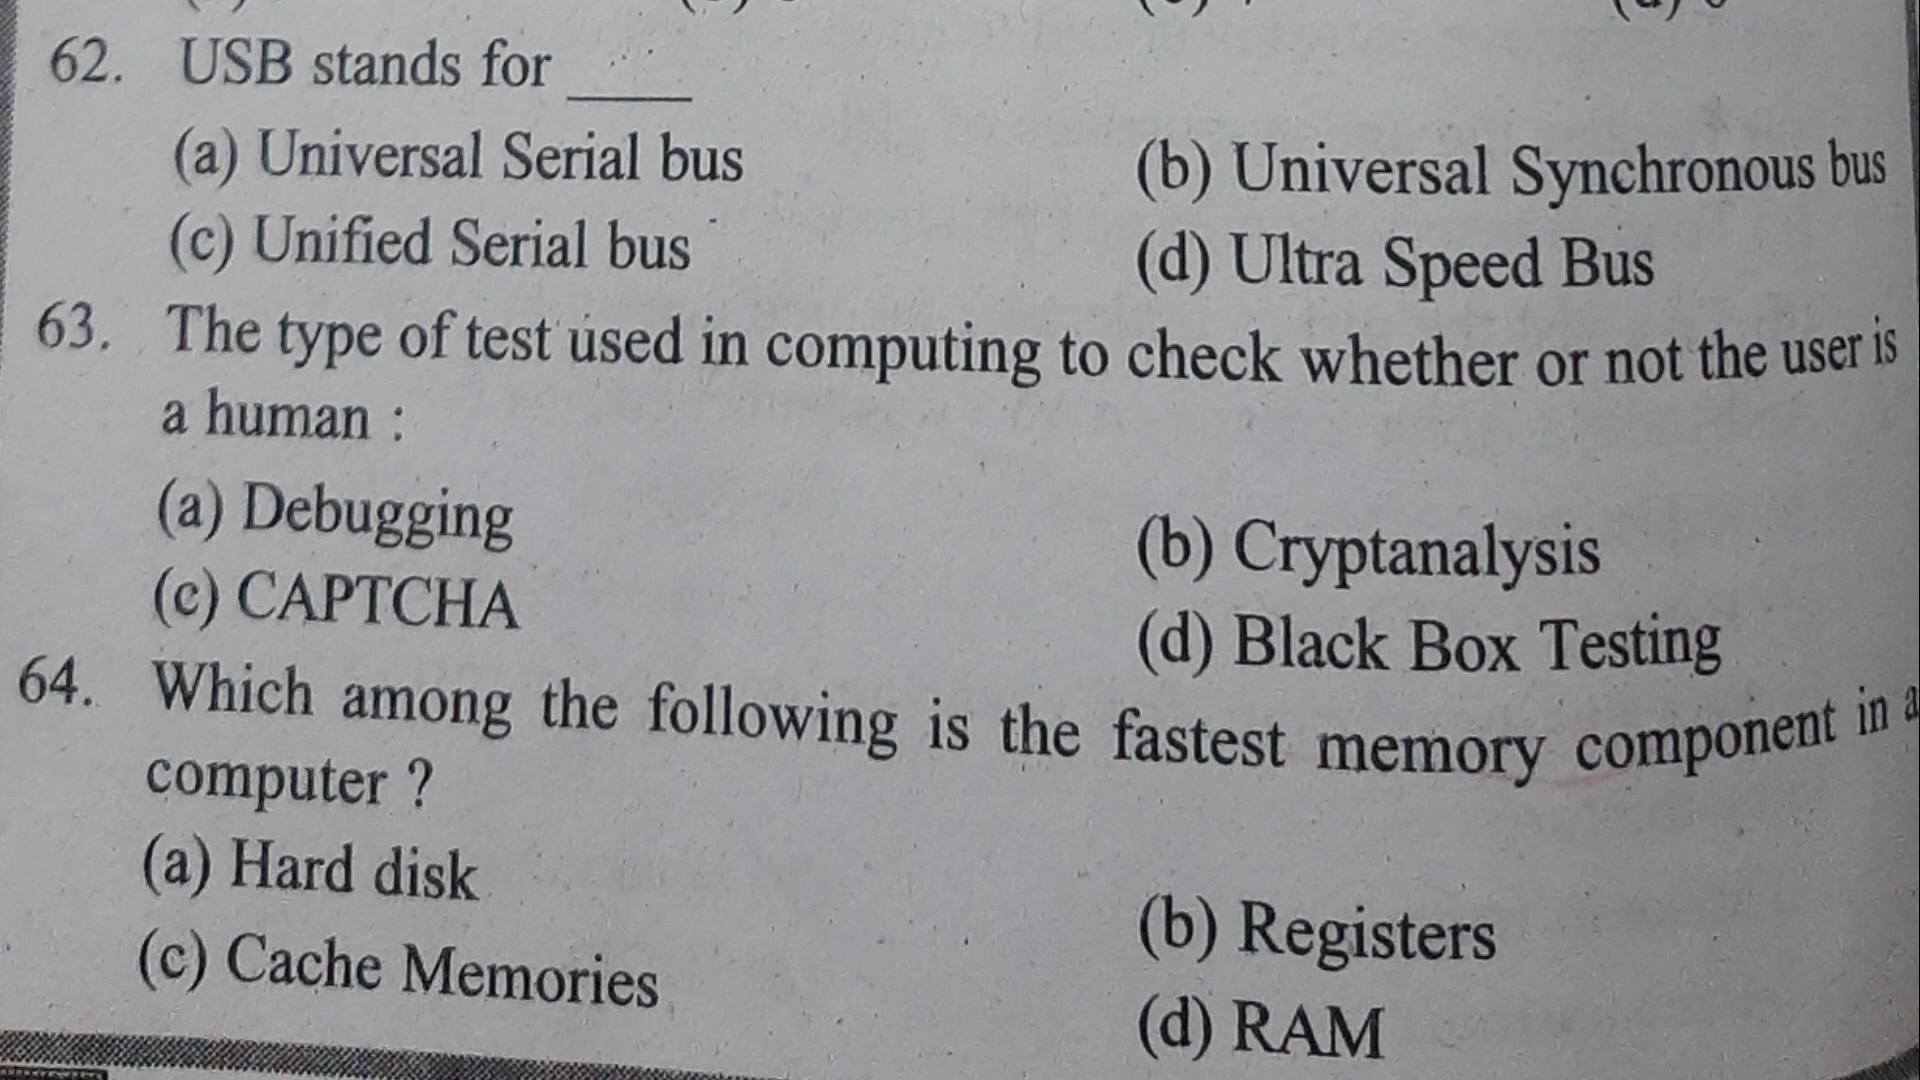 62. USB stands for ____
(a) Universal Serial bus (b) Universal Synchronous bus
(c) Unified Serial bus (d) Ultra Speed Bus
63. The type of test used in computing to check whether or not the user is
a human :
(a) Debugging (b) Cryptanalysis
(c) CAPTCHA (d) Black Box Testing
64. Which among the following is the fastest memory component in a
computer ?
(a) Hard disk (b) Registers
(c) Cache Memories (d) RAM